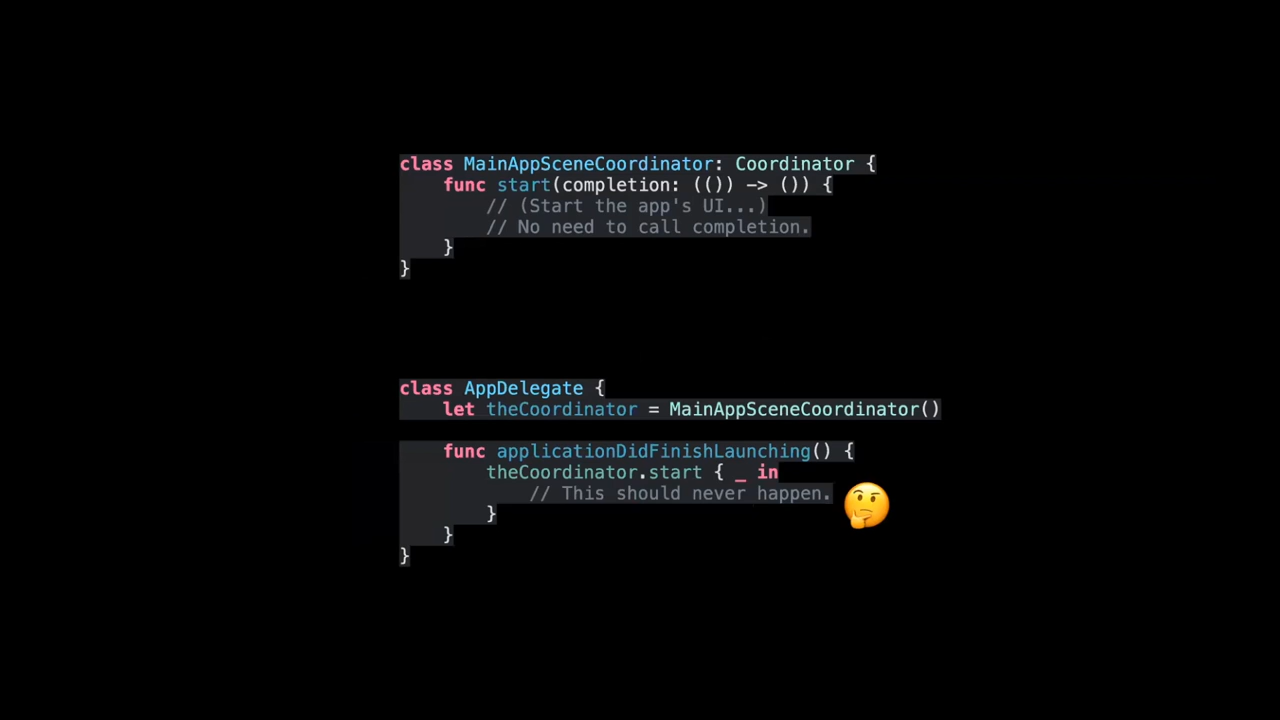 class MainAppSceneCoordinator: Coordinator {
    func start(completion: (()) -> ()) {
        // (Start the app's UI...)
        // No need to call completion.
    }
}
class AppDelegate {
    let theCoordinator = MainAppSceneCoordinator()
    func applicationDidFinishLaunching() {
        theCoordinator.start { _ in
            // This should never happen.
        }
    }
}